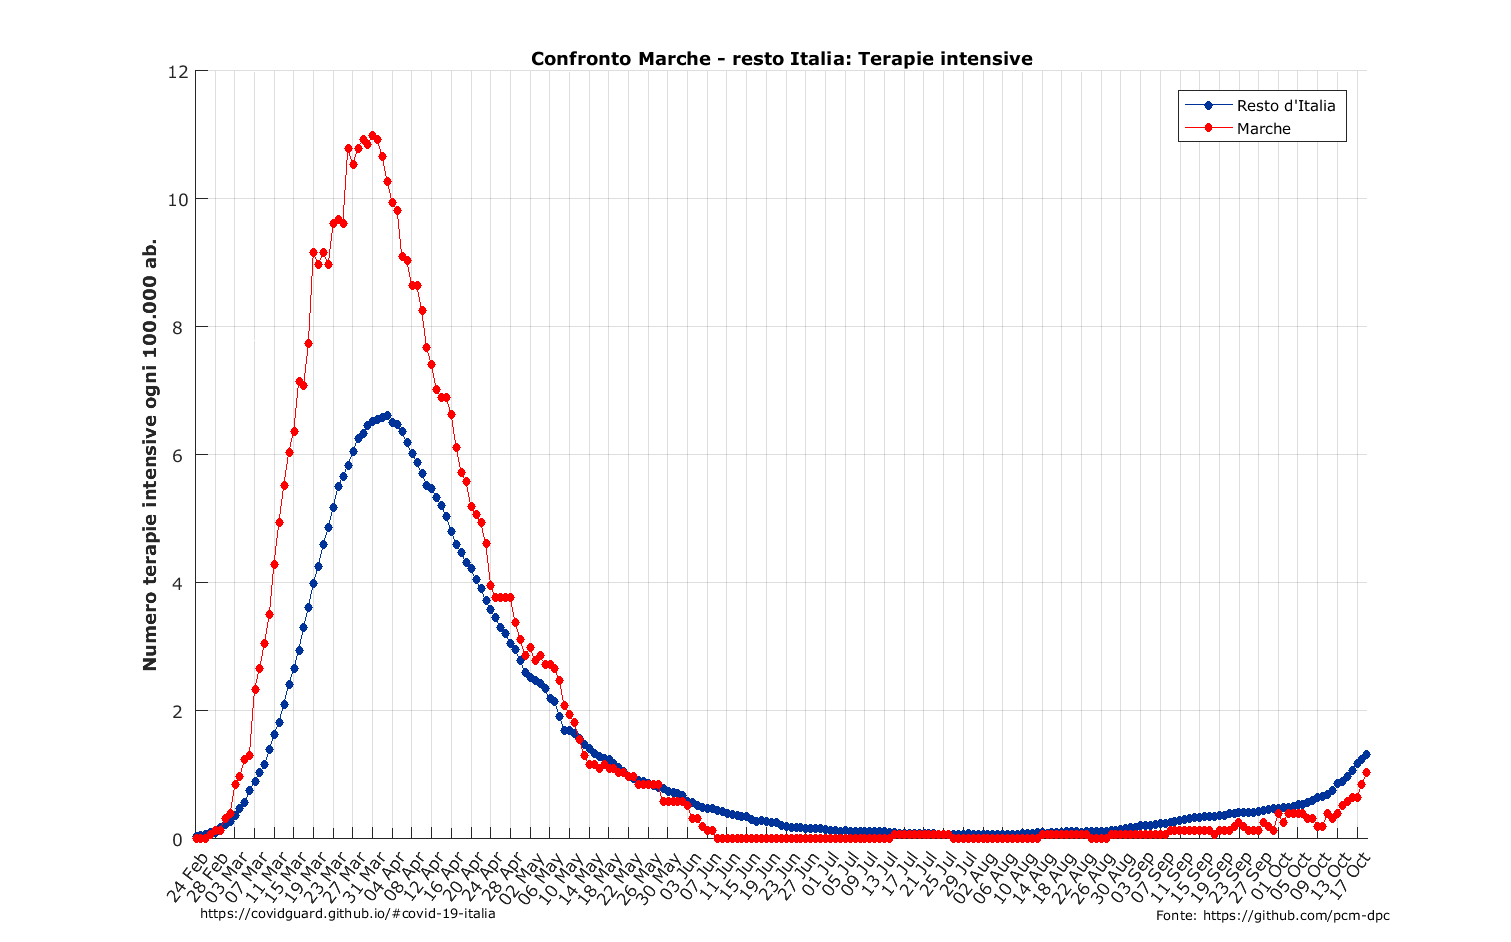 Confronto Marche - resto Italia: Terapie intensive
Resto d'Italia
Marche
Numero terapie intensive ogni 100.000 ab.
12
10
8
6
4
2
0
24 Feb
28 Feb
03 Mar
07 Mar
11 Mar
15 Mar
19 Mar
23 Mar
27 Mar
31 Mar
04 Apr
08 Apr
12 Apr
16 Apr
20 Apr
24 Apr
28 Apr
02 May
06 May
10 May
14 May
18 May
22 May
26 May
30 May
03 Jun
07 Jun
11 Jun
15 Jun
19 Jun
23 Jun
27 Jun
01 Jul
05 Jul
09 Jul
13 Jul
17 Jul
21 Jul
25 Jul
29 Jul
02 Aug
06 Aug
10 Aug
14 Aug
18 Aug
22 Aug
26 Aug
30 Aug
03 Sep
07 Sep
11 Sep
15 Sep
19 Sep
23 Sep
27 Sep
01 Oct
05 Oct
09 Oct
13 Oct
17 Oct
https://covidguard.github.io/#covid-19-italia
Fonte: https://github.com/pcm-dpc